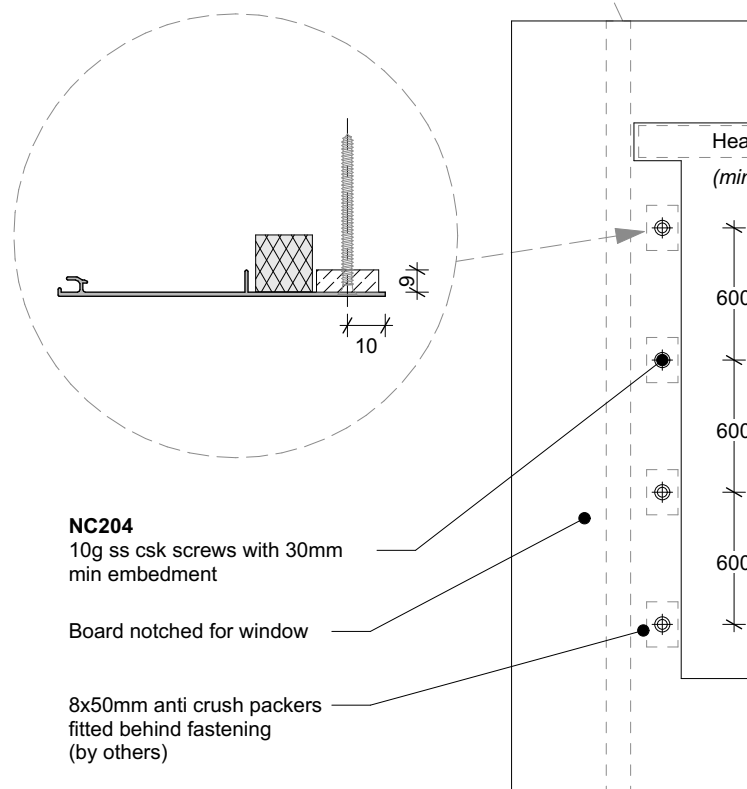 Hea
(min
9
10
600
600
600
NC204
10g ss csk screws with 30mm
min embedment
Board notched for window
8x50mm anti crush packers
fitted behind fastening
(by others)